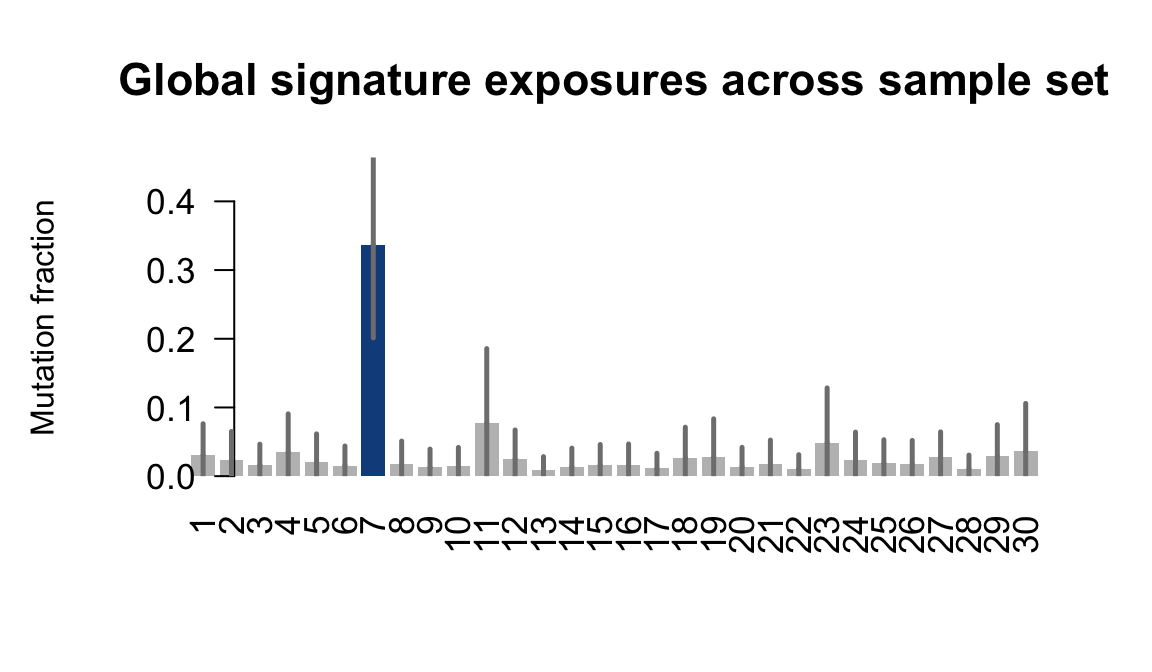 Global signature exposures across sample set
Mutation fraction
0.4
0.3
0.2
0.1
0.0
1 2 3 4 5 6 7 8 9 10 11 12 13 14 15 16 17 18 19 20 21 22 23 24 25 26 27 28 29 30